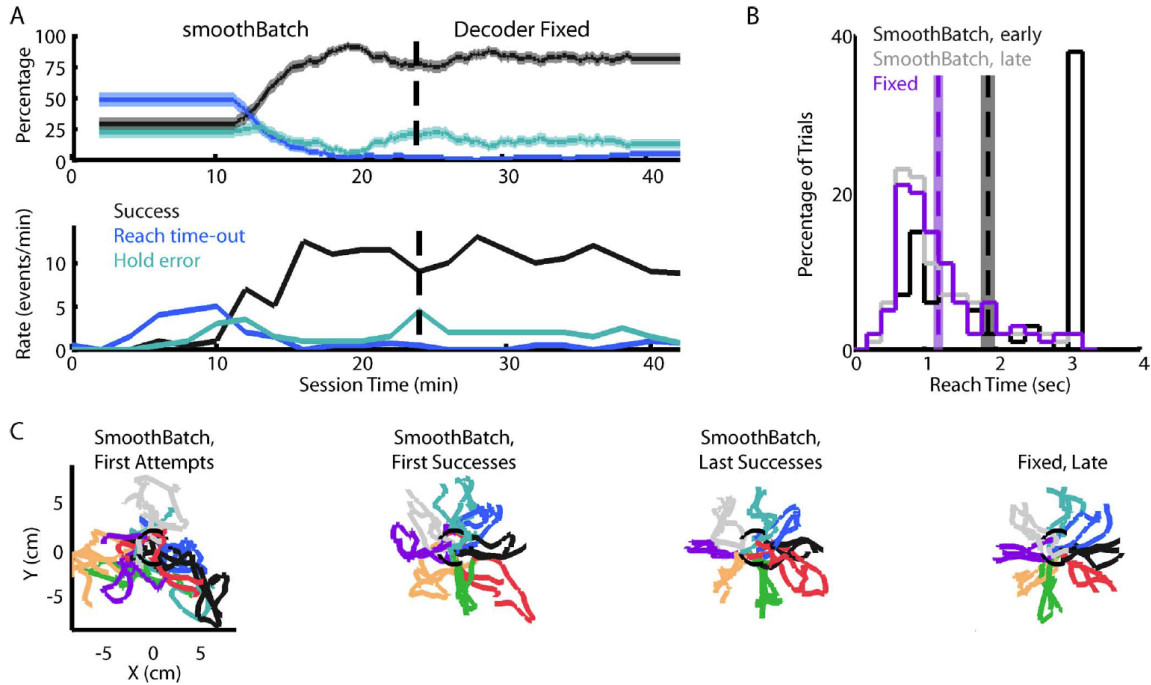 A
smoothBatch
Decoder Fixed
Percentage
100
75
50
25
0
0
10
20
30
40
Success
Reach time-out
Hold error
Rate (events/min)
10
5
0
0
10
20
30
40
Session Time (min)
B
SmoothBatch, early
SmoothBatch, late
Fixed
Percentage of Trials
40
20
0
0
1
2
3
4
Reach Time (sec)
C
SmoothBatch,
First Attempts
SmoothBatch,
First Successes
SmoothBatch,
Last Successes
Fixed, Late
Y (cm)
5
0
-5
-5
0
5
X (cm)